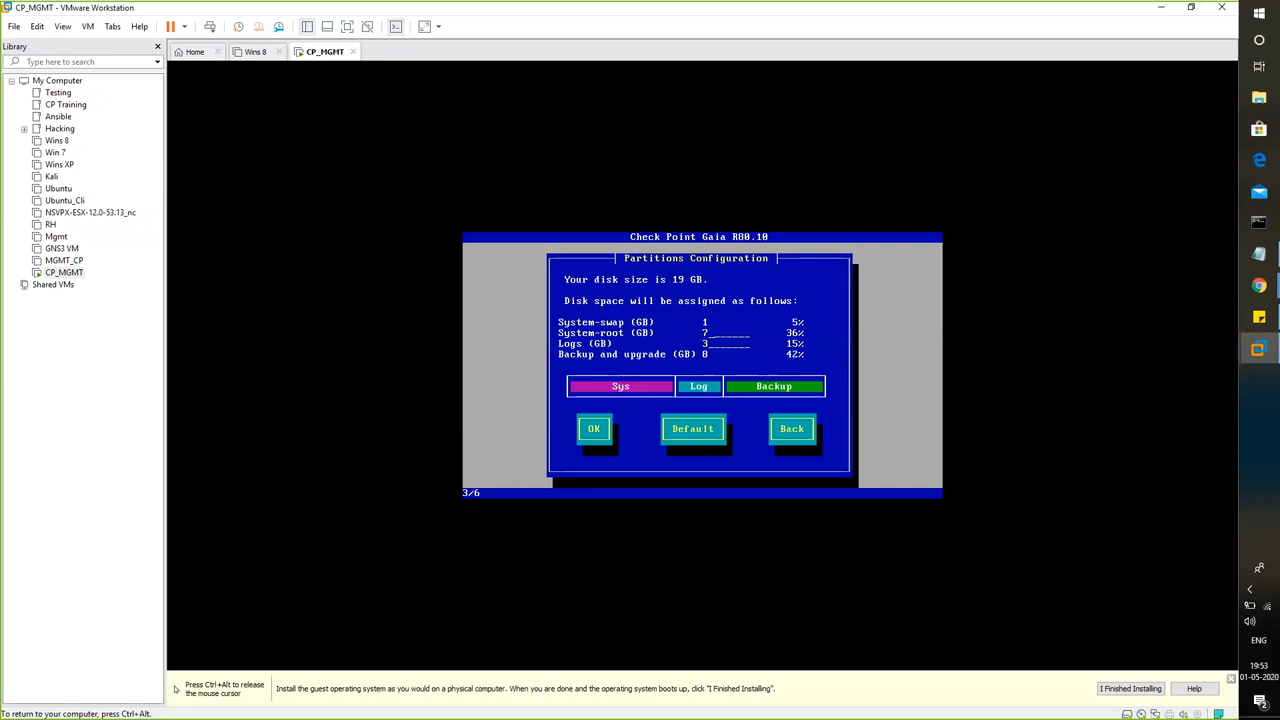 CP_MGMT - VMware Workstation
File Edit View VM Tabs Help
Library
Home
Wins 8
CP_MGMT
Type here to search
My Computer
Testing
CP Training
Ansible
Hacking
Wins 8
Win 7
Wins XP
Kali
Ubuntu
Ubuntu_Cli
NSVPX-ESX-12.0-53.13_nc
RH
Mgmt
GNS3 VM
MGMT_CP
CP_MGMT
Shared VMs
Check Point Gaia R80.10
Partitions Configuration
Your disk size is 19 GB.
Disk space will be assigned as follows:
System-swap (GB) 1 5%
System-root (GB) 7_______ 36%
Logs (GB) 3_______ 15%
Backup and upgrade (GB) 8 42%
Sys Log Backup
OK Default Back
3/6
Press Ctrl+Alt to release
the mouse cursor
Install the guest operating system as you would on a physical computer. When you are done and the operating system boots up, click "I Finished Installing".
I Finished Installing
Help
To return to your computer, press Ctrl+Alt.
ENG
19:53
01-05-2020
2